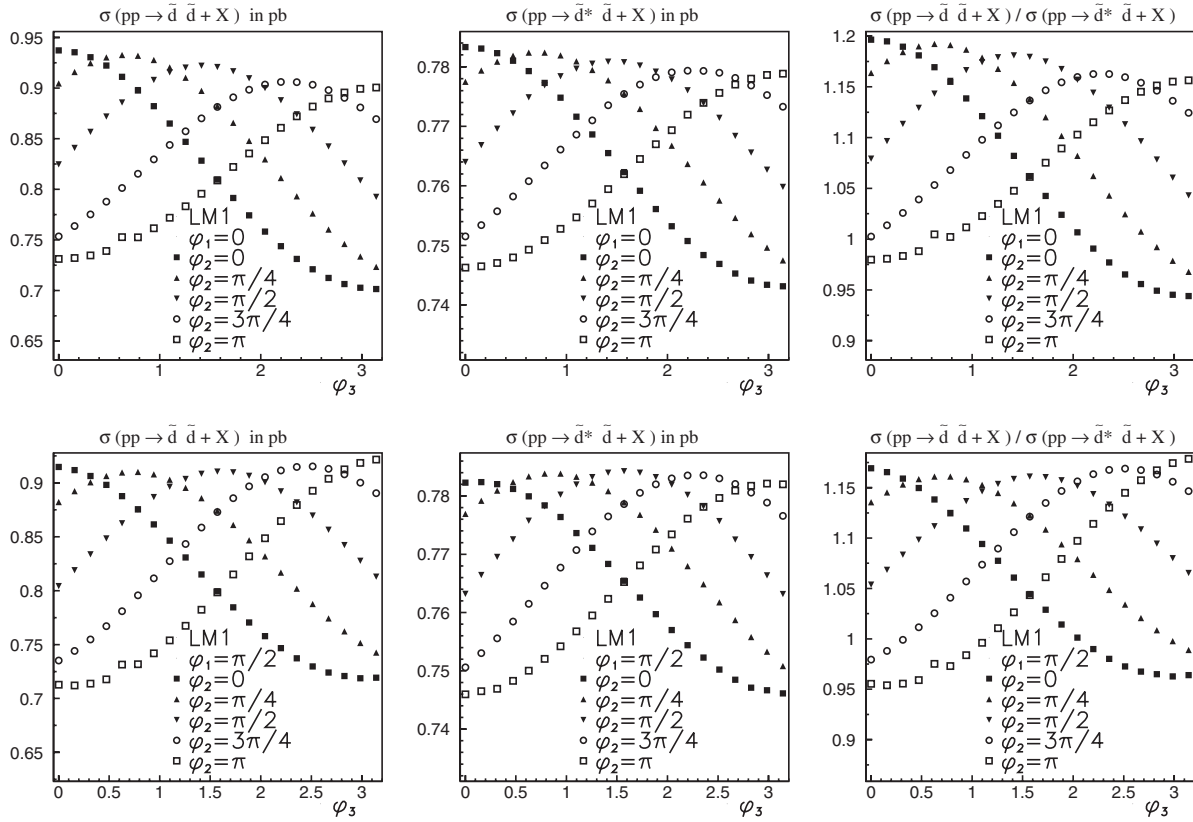 σ (pp → d̃ d̃ + X) in pb
0.95
0.9
0.85
0.8
0.75
0.7
0.65
LM1
φ₁=0
φ₂=0
φ₂=π/4
φ₂=π/2
φ₂=3π/4
φ₂=π
0 1 2 3
φ₃
σ (pp → d̃* d̃ + X) in pb
0.78
0.77
0.76
0.75
0.74
LM1
φ₁=0
φ₂=0
φ₂=π/4
φ₂=π/2
φ₂=3π/4
φ₂=π
0 1 2 3
φ₃
σ (pp → d̃ d̃ + X) / σ (pp → d̃* d̃ + X)
1.2
1.15
1.1
1.05
1
0.95
0.9
LM1
φ₁=0
φ₂=0
φ₂=π/4
φ₂=π/2
φ₂=3π/4
φ₂=π
0 1 2 3
φ₃
σ (pp → d̃ d̃ + X) in pb
0.9
0.85
0.8
0.75
0.7
0.65
LM1
φ₁=π/2
φ₂=0
φ₂=π/4
φ₂=π/2
φ₂=3π/4
φ₂=π
0 0.5 1 1.5 2 2.5 3
φ₃
σ (pp → d̃* d̃ + X) in pb
0.78
0.77
0.76
0.75
0.74
LM1
φ₁=π/2
φ₂=0
φ₂=π/4
φ₂=π/2
φ₂=3π/4
φ₂=π
0 0.5 1 1.5 2 2.5 3
φ₃
σ (pp → d̃ d̃ + X) / σ (pp → d̃* d̃ + X)
1.15
1.1
1.05
1
0.95
0.9
LM1
φ₁=π/2
φ₂=0
φ₂=π/4
φ₂=π/2
φ₂=3π/4
φ₂=π
0 0.5 1 1.5 2 2.5 3
φ₃